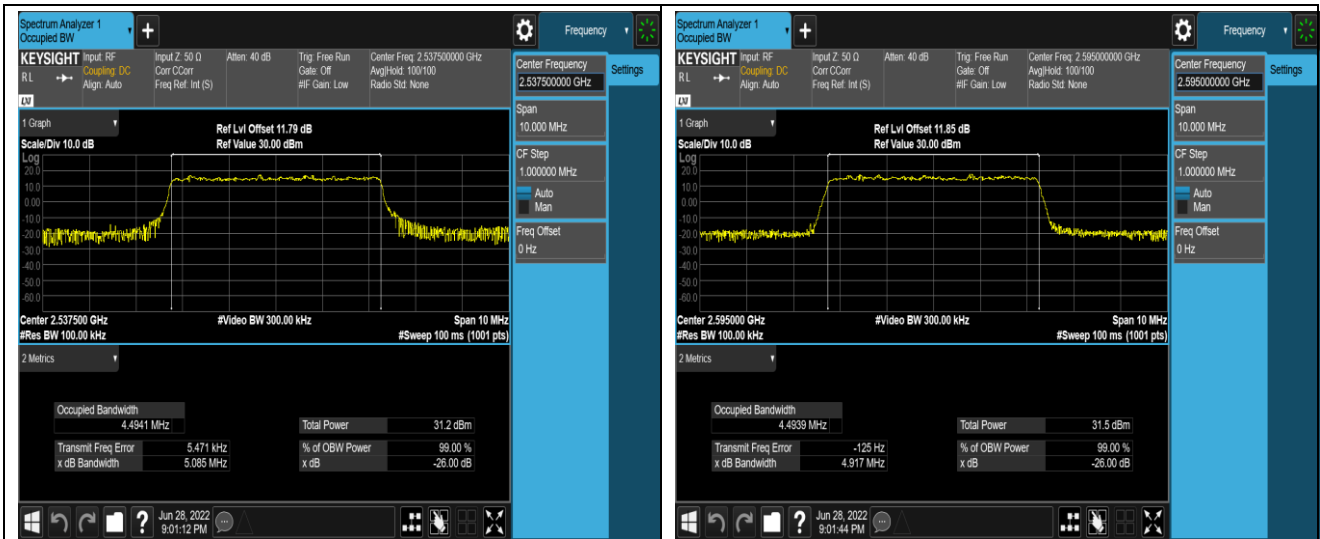 Spectrum Analyzer 1
Occupied BW
Frequency
KEYSIGHT Input: RF Input Z: 50 Ω Atten: 40 dB Trig: Free Run Center Freq: 2.537500000 GHz
RL Coupling: DC Corr CCorr Gate: Off Avg|Hold: 100/100
Align: Auto Freq Ref: Int (S) #IF Gain: Low Radio Std: None
LXI
Center Frequency
2.537500000 GHz
Settings
Span
10.000 MHz
CF Step
1.000000 MHz
Auto
Man
Freq Offset
0 Hz
1 Graph
Ref Lvl Offset 11.79 dB
Scale/Div 10.0 dB Ref Value 30.00 dBm
Log
20.0
10.0
0.00
-10.0
-20.0
-30.0
-40.0
-50.0
-60.0
Center 2.537500 GHz #Video BW 300.00 kHz Span 10 MHz
#Res BW 100.00 kHz #Sweep 100 ms (1001 pts)
2 Metrics
Occupied Bandwidth
4.4941 MHz
Total Power 31.2 dBm
Transmit Freq Error 5.471 kHz % of OBW Power 99.00 %
x dB Bandwidth 5.085 MHz x dB -26.00 dB
?
Jun 28, 2022
9:01:12 PM
Spectrum Analyzer 1
Occupied BW
Frequency
KEYSIGHT Input: RF Input Z: 50 Ω Atten: 40 dB Trig: Free Run Center Freq: 2.595000000 GHz
RL Coupling: DC Corr CCorr Gate: Off Avg|Hold: 100/100
Align: Auto Freq Ref: Int (S) #IF Gain: Low Radio Std: None
LXI
Center Frequency
2.595000000 GHz
Settings
Span
10.000 MHz
CF Step
1.000000 MHz
Auto
Man
Freq Offset
0 Hz
1 Graph
Ref Lvl Offset 11.85 dB
Scale/Div 10.0 dB Ref Value 30.00 dBm
Log
20.0
10.0
0.00
-10.0
-20.0
-30.0
-40.0
-50.0
-60.0
Center 2.595000 GHz #Video BW 300.00 kHz Span 10 MHz
#Res BW 100.00 kHz #Sweep 100 ms (1001 pts)
2 Metrics
Occupied Bandwidth
4.4939 MHz
Total Power 31.5 dBm
Transmit Freq Error -125 Hz % of OBW Power 99.00 %
x dB Bandwidth 4.917 MHz x dB -26.00 dB
?
Jun 28, 2022
9:01:44 PM